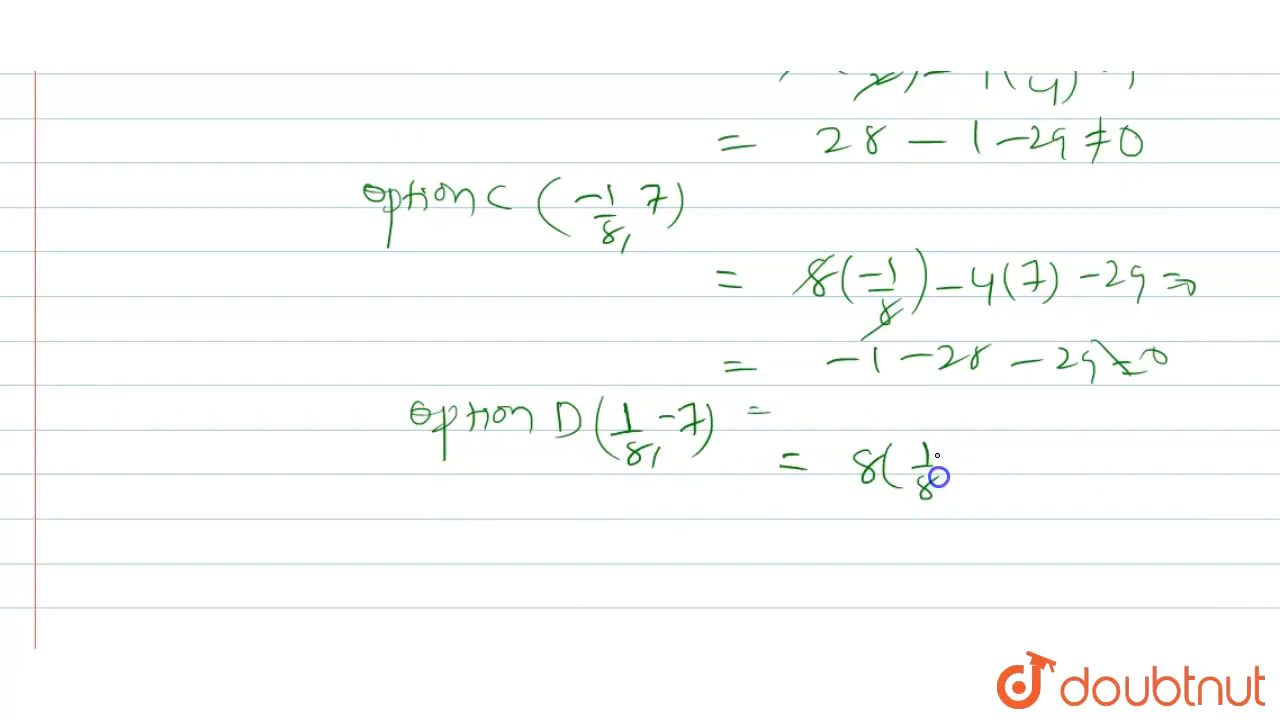 = 28 - 1 - 29 ≠ 0
option C (-1/8, 7)
= 8(-1/8) - 4(7) - 29 =0
= -1 - 28 - 29 ≠ 0
option D (1/8, -7) =
= 8(1/8
doubtnut